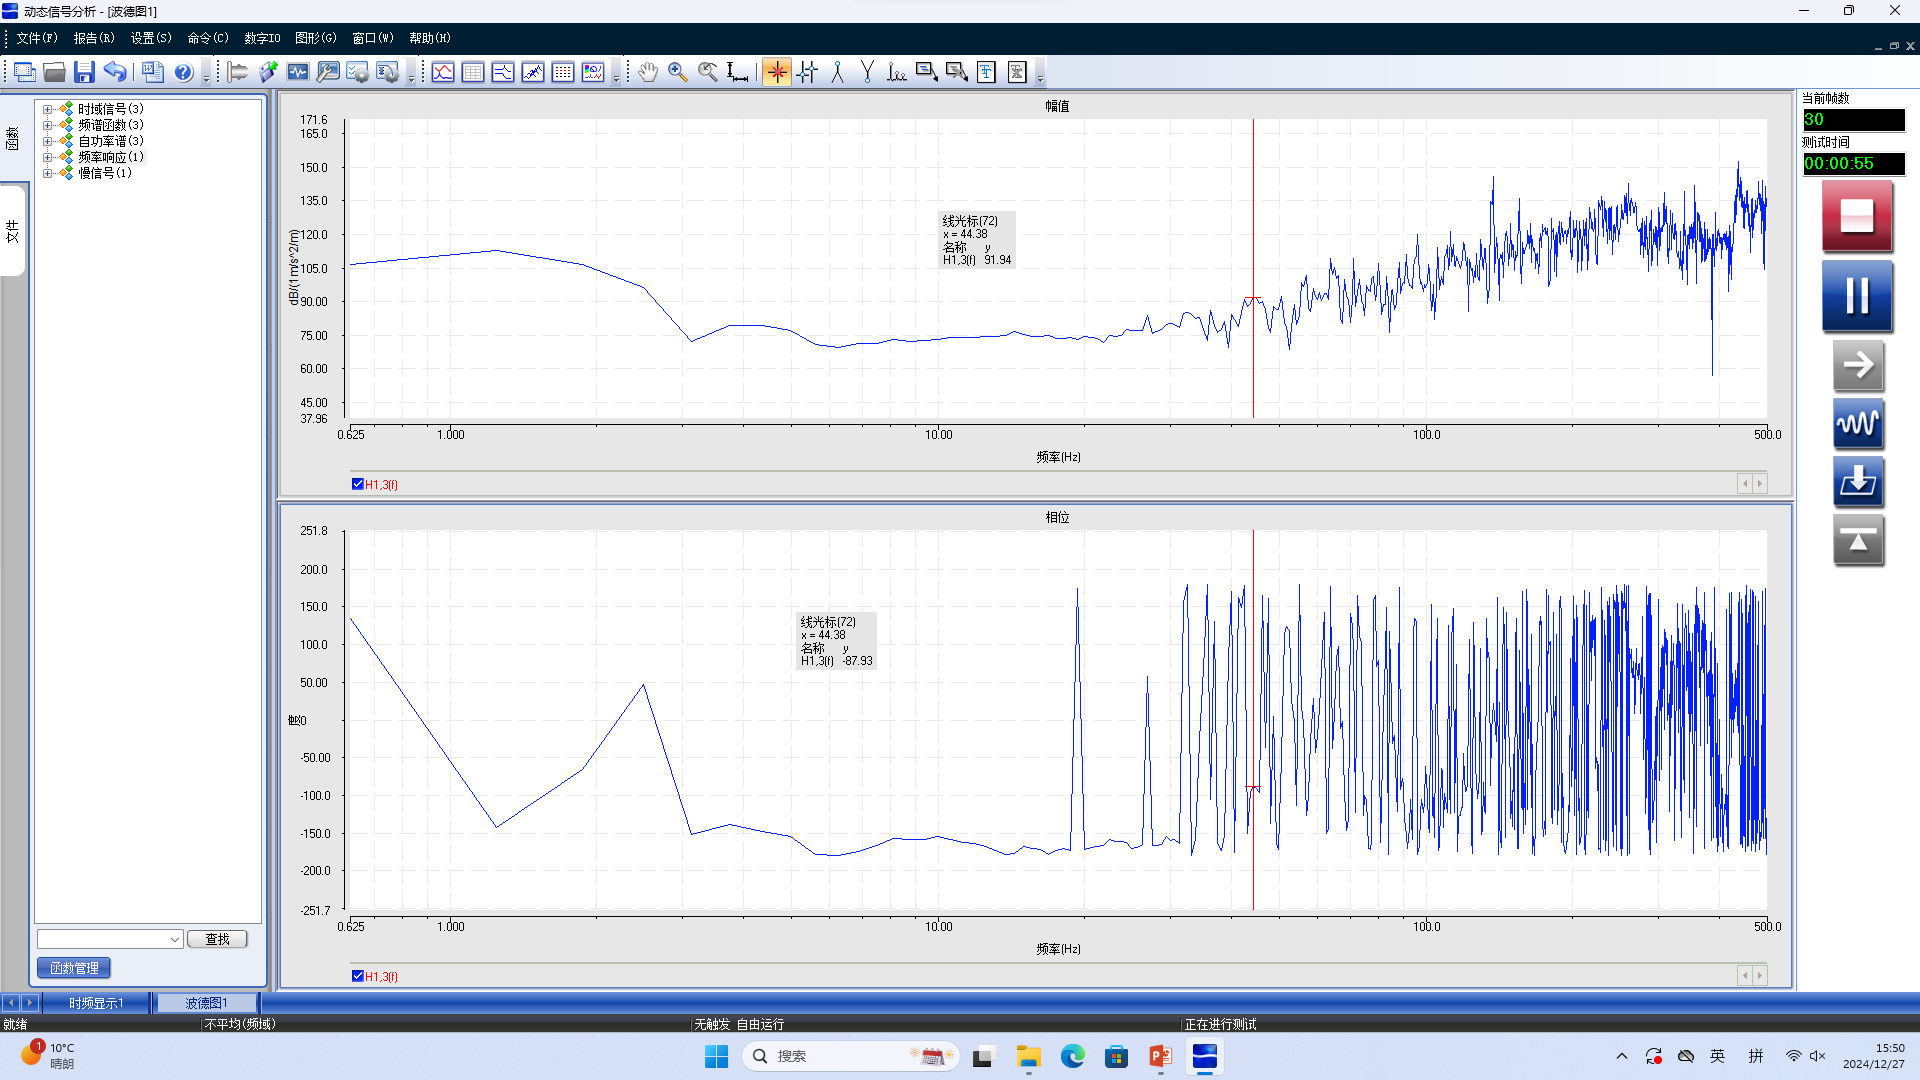 动态信号分析 - [波德图1]
文件(F) 报告(R) 设置(S) 命令(C) 数字IO 图形(G) 窗口(W) 帮助(H)
函数
文件
时域信号(3)
频谱函数(3)
自功率谱(3)
频率响应(1)
慢信号(1)
查找
函数管理
幅值
171.6
165.0
150.0
135.0
120.0
105.0
90.00
75.00
60.00
45.00
37.96
dB/(1m/s^2/m)
线光标(72)
x = 44.38
名称 y
H1,3(f) 91.94
0.625 1.000 10.00 100.0 500.0
频率(Hz)
H1,3(f)
相位
251.8
200.0
150.0
100.0
50.00
0
-50.00
-100.0
-150.0
-200.0
-251.7
度
线光标(72)
x = 44.38
名称 y
H1,3(f) -87.93
0.625 1.000 10.00 100.0 500.0
频率(Hz)
H1,3(f)
当前帧数
30
测试时间
00:00:55
时频显示1 波德图1
就绪 不平均(频域) 无触发 自由运行 正在进行测试
1
10°C
晴朗
搜索
英 拼
15:50
2024/12/27